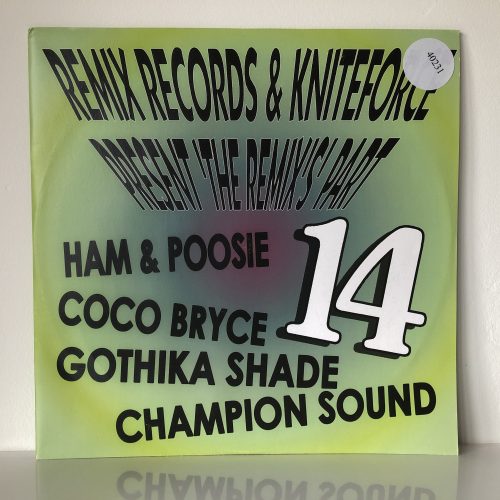 REMIX RECORDS & KNITEFORCE
40231
PRESENT 'THE REMIX'S' PART
14
HAM & POOSIE
COCO BRYCE
GOTHIKA SHADE
CHAMPION SOUND